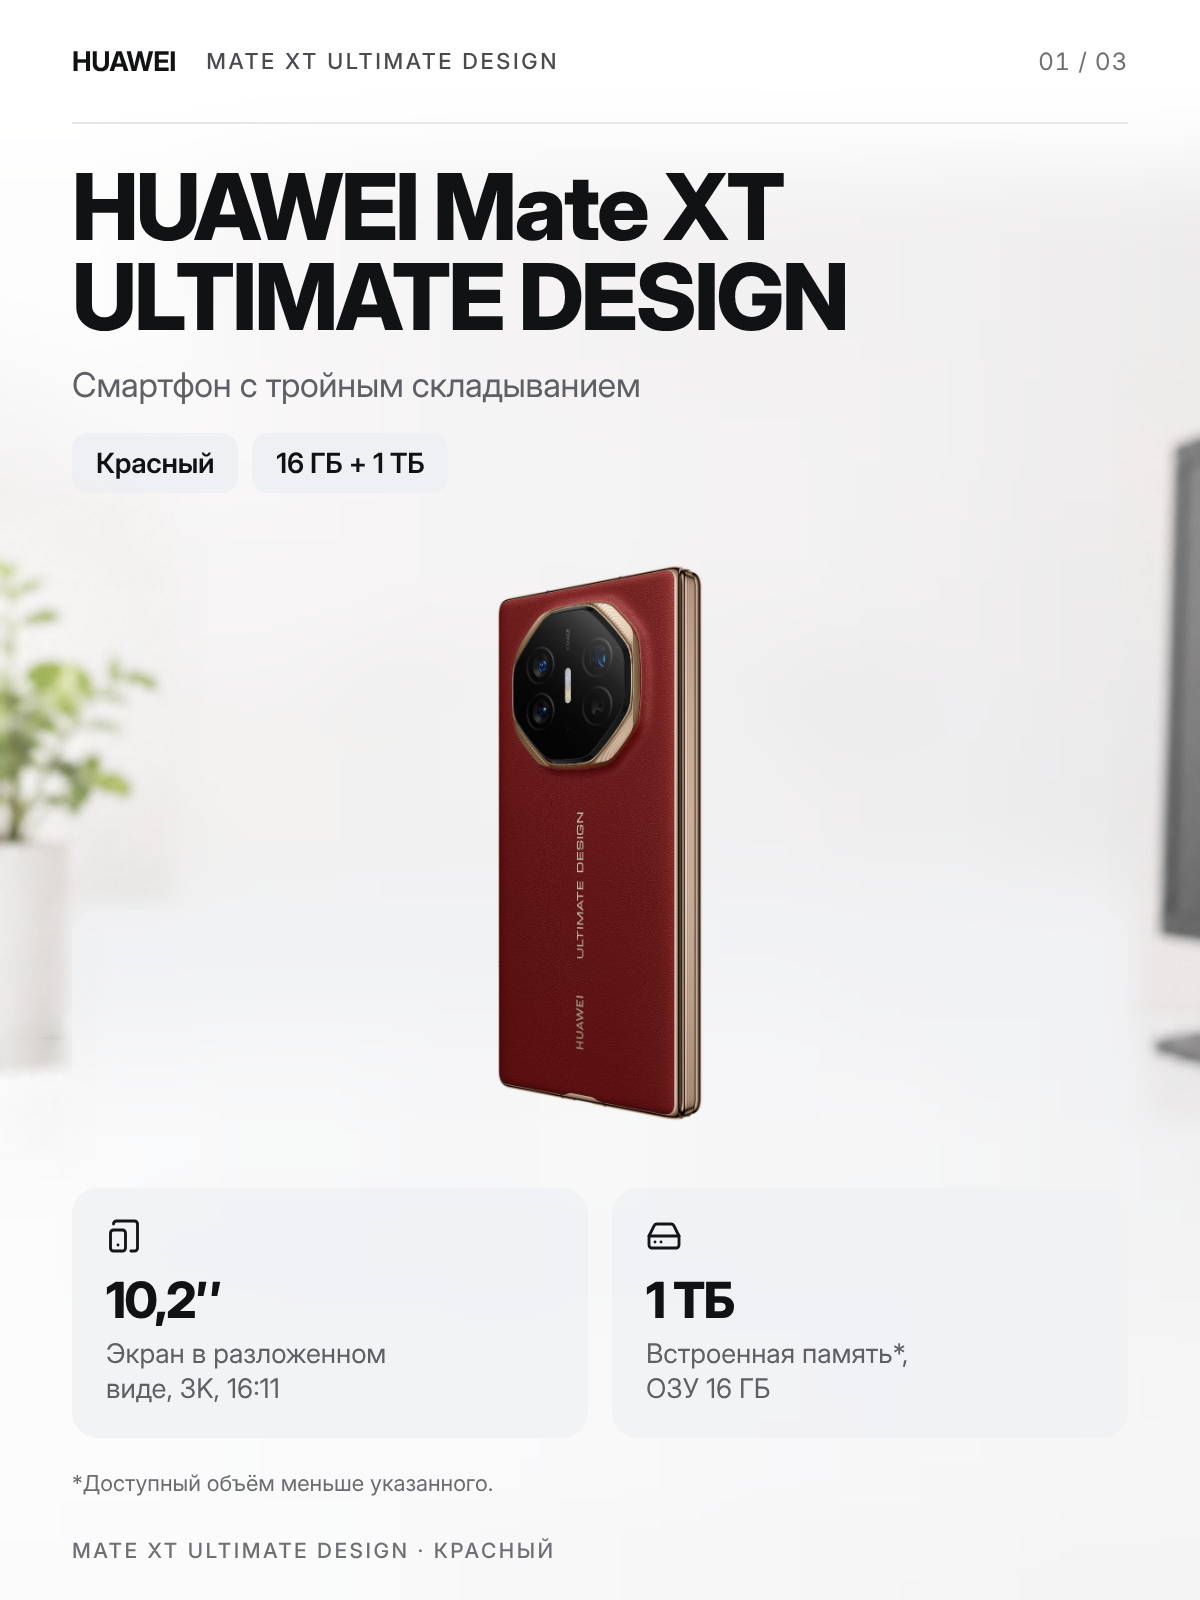 HUAWEI MATE XT ULTIMATE DESIGN 01 / 03
HUAWEI Mate XT
ULTIMATE DESIGN
Смартфон с тройным складыванием
Красный 16 ГБ + 1 ТБ
XMAGE
HUAWEI ULTIMATE DESIGN
10,2″
Экран в разложенном
виде, 3K, 16:11
1 ТБ
Встроенная память*,
ОЗУ 16 ГБ
*Доступный объём меньше указанного.
MATE XT ULTIMATE DESIGN · КРАСНЫЙ